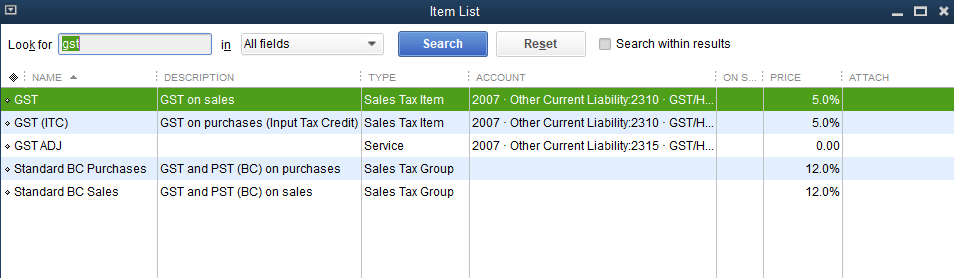 Item List
Look for gst in All fields Search Reset Search within results
NAME DESCRIPTION TYPE ACCOUNT ON S... PRICE ATTACH
GST GST on sales Sales Tax Item 2007 · Other Current Liability:2310 · GST/H... 5.0%
GST (ITC) GST on purchases (Input Tax Credit) Sales Tax Item 2007 · Other Current Liability:2310 · GST/H... 5.0%
GST ADJ Service 2007 · Other Current Liability:2315 · GST/H... 0.00
Standard BC Purchases GST and PST (BC) on purchases Sales Tax Group 12.0%
Standard BC Sales GST and PST (BC) on sales Sales Tax Group 12.0%